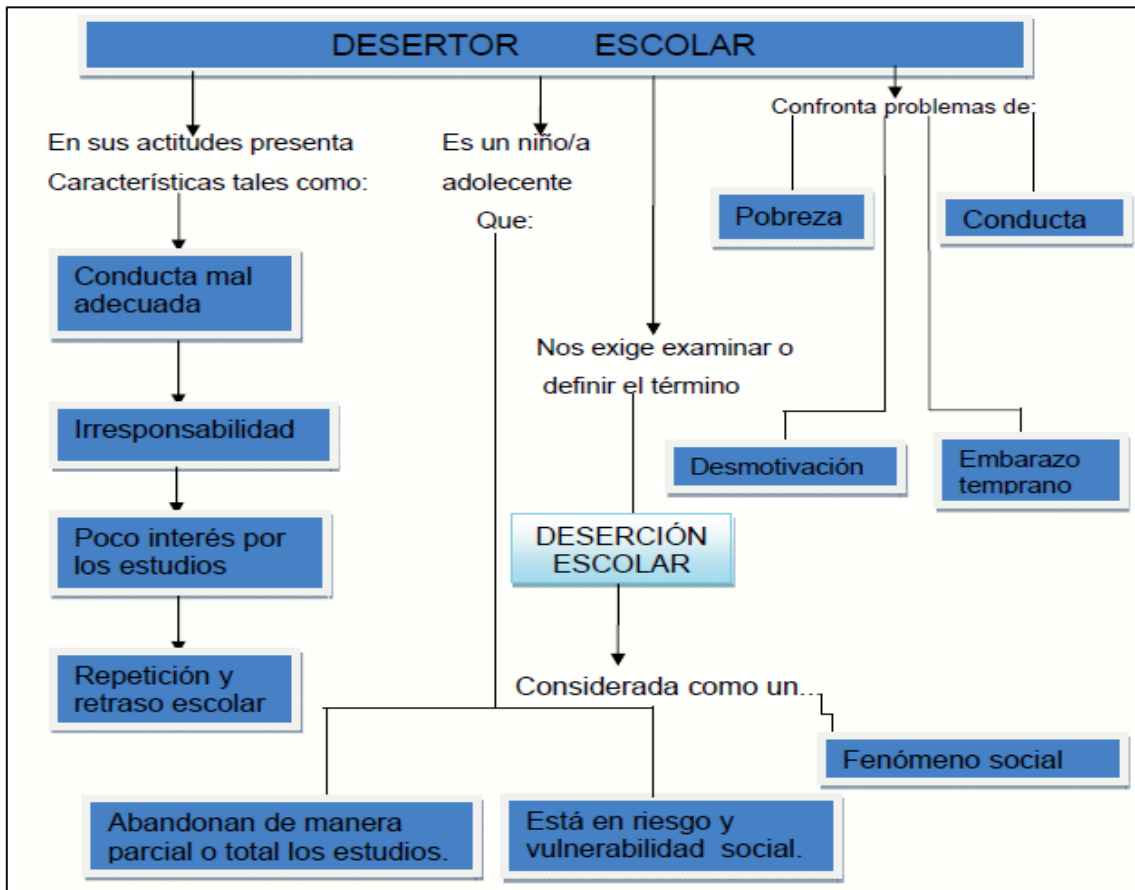 DESERTOR ESCOLAR
En sus actitudes presenta
Características tales como:
Conducta mal
adecuada
Irresponsabilidad
Poco interés por
los estudios
Repetición y
retraso escolar
Es un niño/a
adolecente
Que:
Abandonan de manera
parcial o total los estudios.
Está en riesgo y
vulnerabilidad social.
Nos exige examinar o
definir el término
DESERCIÓN
ESCOLAR
Considerada como un...
Fenómeno social
Confronta problemas de:
Pobreza
Conducta
Desmotivación
Embarazo
temprano